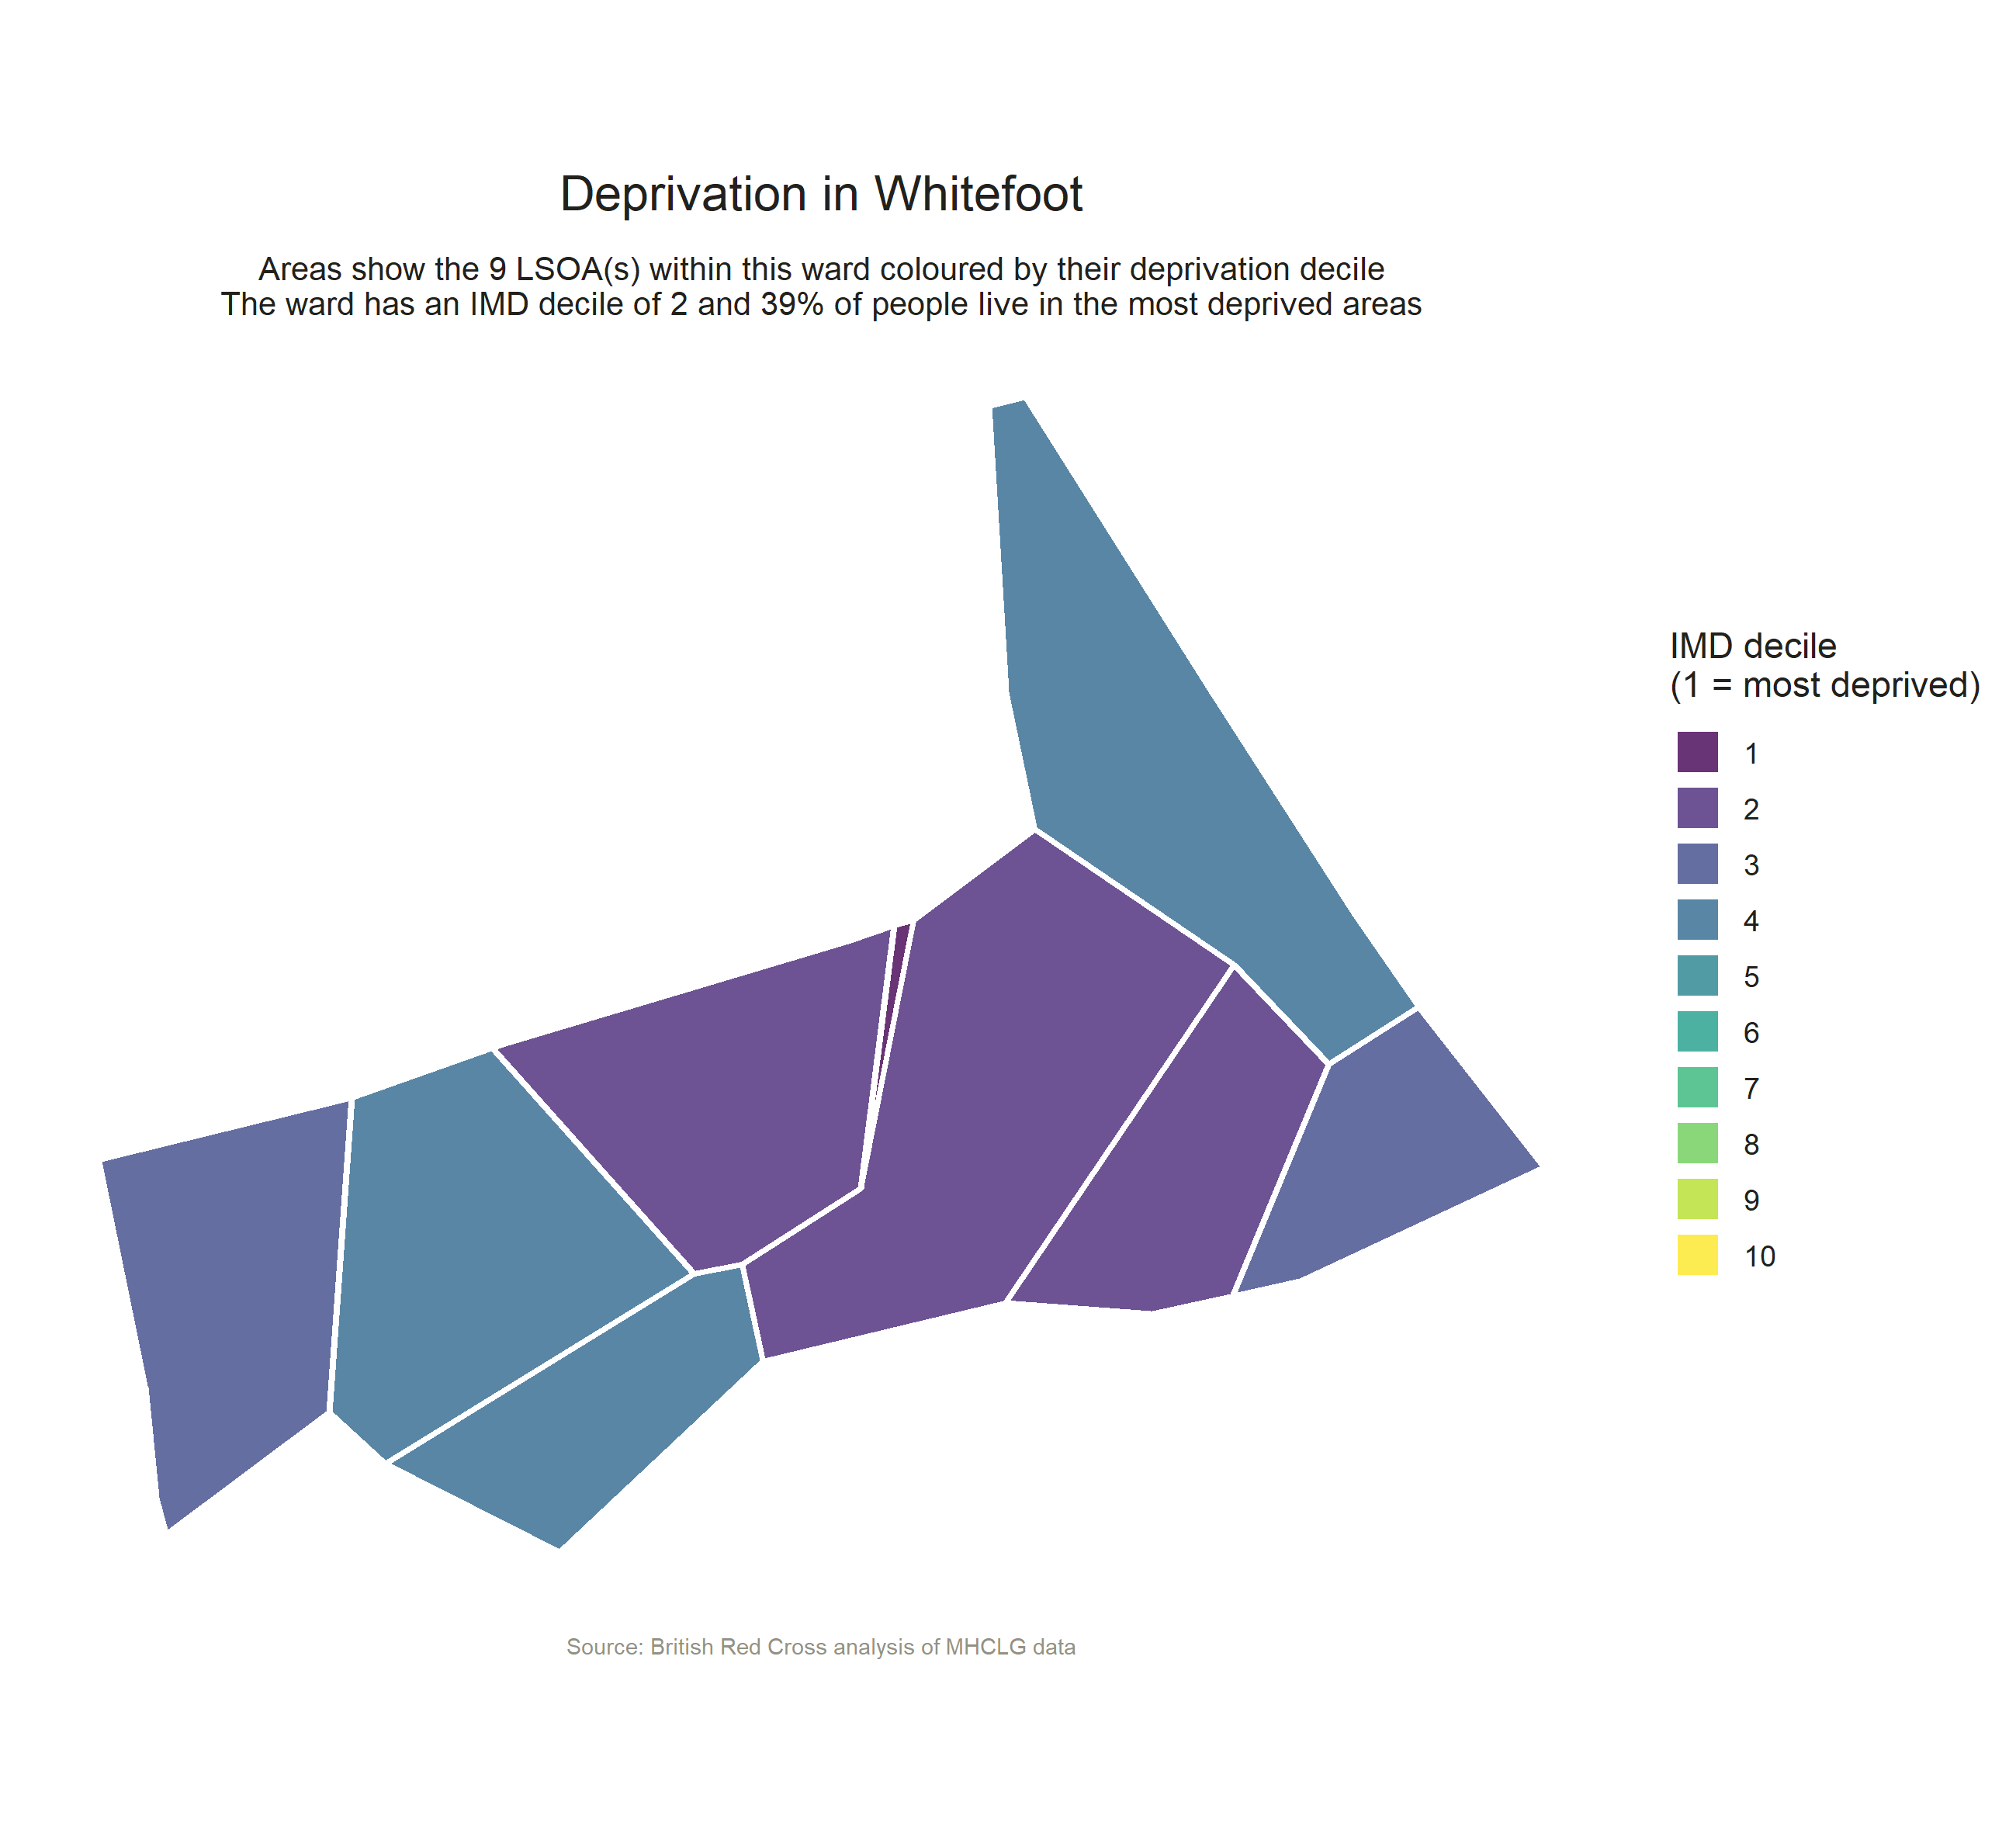 Deprivation in Whitefoot
Areas show the 9 LSOA(s) within this ward coloured by their deprivation decile
The ward has an IMD decile of 2 and 39% of people live in the most deprived areas
IMD decile
(1 = most deprived)
1
2
3
4
5
6
7
8
9
10
Source: British Red Cross analysis of MHCLG data